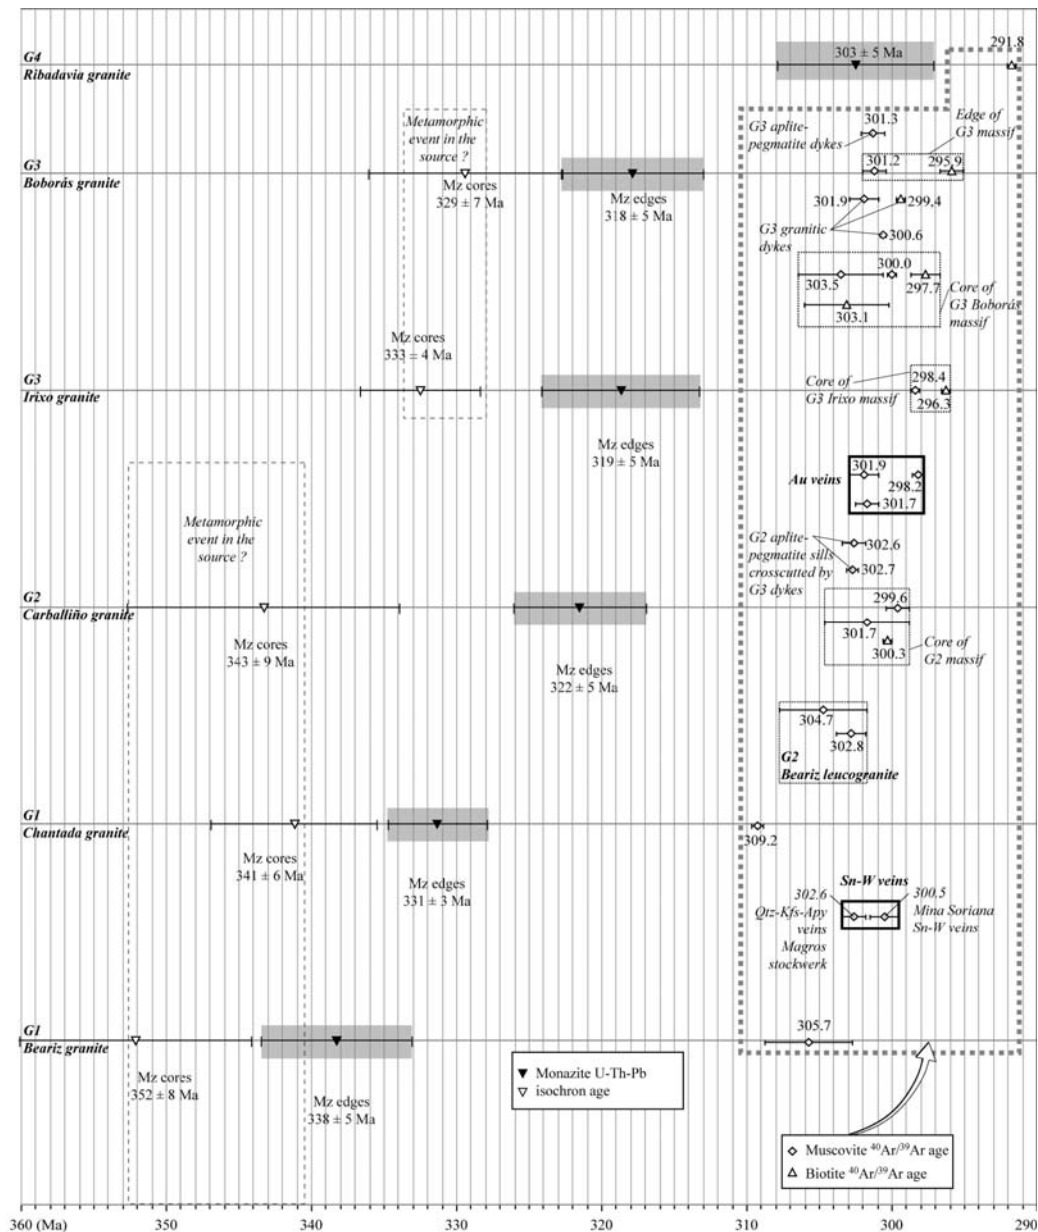 G4
Ribadavia granite
303 ± 5 Ma
291.8
Metamorphic
event in the
source ?
G3 aplite-
pegmatite dykes
301.3
Edge of
G3 massif
G3
Boborás granite
Mz cores
329 ± 7 Ma
Mz edges
318 ± 5 Ma
301.2
295.9
301.9
299.4
G3 granitic
dykes
300.6
300.0
303.5
297.7
303.1
Core of
G3 Boborás
massif
Mz cores
333 ± 4 Ma
G3
Irixo granite
Mz edges
319 ± 5 Ma
Core of
G3 Irixo massif
298.4
296.3
Au veins
301.9
298.2
301.7
Metamorphic
event in the
source ?
G2 aplite-
pegmatite sills
crosscutted by
G3 dykes
302.6
302.7
G2
Carballiño granite
Mz cores
343 ± 9 Ma
Mz edges
322 ± 5 Ma
299.6
301.7
300.3
Core of
G2 massif
304.7
302.8
G2
Beariz leucogranite
G1
Chantada granite
Mz cores
341 ± 6 Ma
Mz edges
331 ± 3 Ma
309.2
Sn-W veins
302.6
300.5
Qtz-Kfs-Apy
veins
Magros
stockwerk
Mina Soriana
Sn-W veins
G1
Beariz granite
Mz cores
352 ± 8 Ma
Mz edges
338 ± 5 Ma
305.7
Monazite U-Th-Pb
isochron age
Muscovite ⁴⁰Ar/³⁹Ar age
Biotite ⁴⁰Ar/³⁹Ar age
360 (Ma) 350 340 330 320 310 300 290